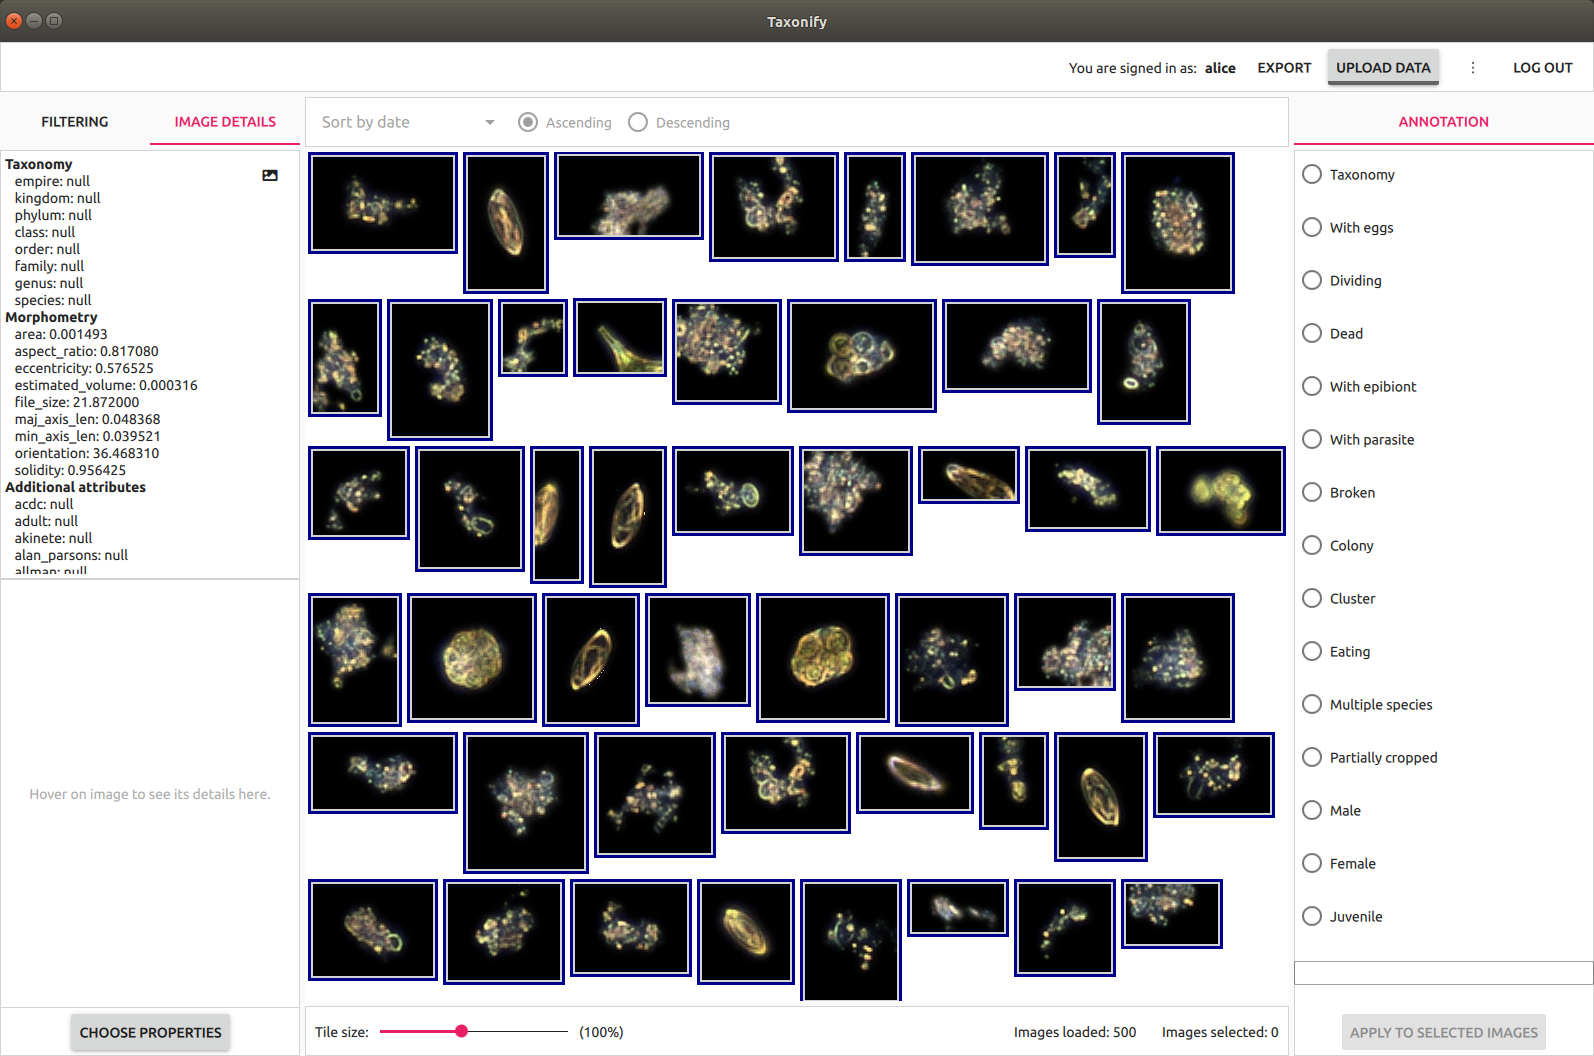 Taxonify
You are signed in as: alice EXPORT UPLOAD DATA LOG OUT
FILTERING IMAGE DETAILS
Sort by date Ascending Descending
ANNOTATION
Taxonomy
empire: null
kingdom: null
phylum: null
class: null
order: null
family: null
genus: null
species: null
Morphometry
area: 0.001493
aspect_ratio: 0.817080
eccentricity: 0.576525
estimated_volume: 0.000316
file_size: 21.872000
maj_axis_len: 0.048368
min_axis_len: 0.039521
orientation: 36.468310
solidity: 0.956425
Additional attributes
acdc: null
adult: null
akinete: null
alan_parsons: null
allman: null
Hover on image to see its details here.
CHOOSE PROPERTIES
Tile size: (100%) Images loaded: 500 Images selected: 0
Taxonomy
With eggs
Dividing
Dead
With epibiont
With parasite
Broken
Colony
Cluster
Eating
Multiple species
Partially cropped
Male
Female
Juvenile
APPLY TO SELECTED IMAGES